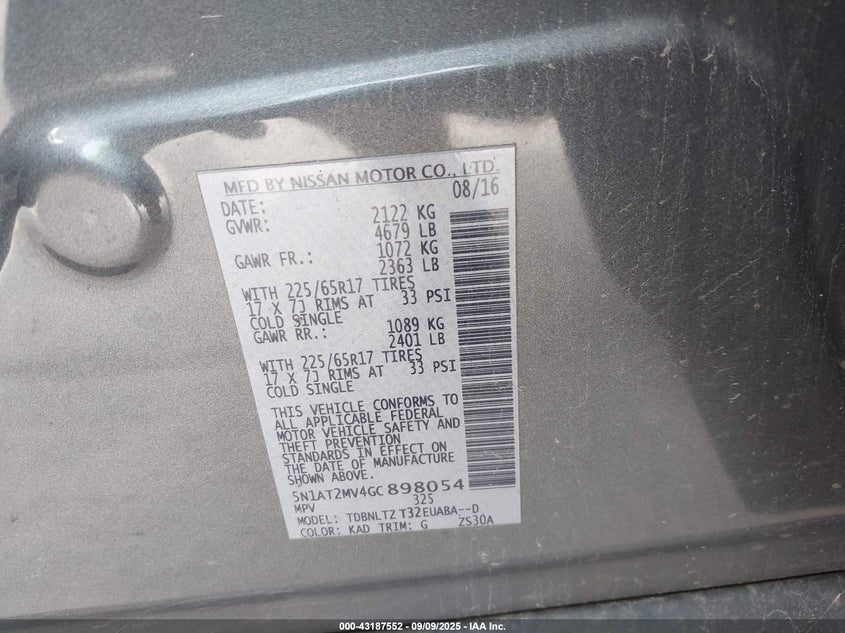 MFD BY NISSAN MOTOR CO., LTD.
DATE: 08/16
GVWR: 2122 KG
4679 LB
GAWR FR.: 1072 KG
2363 LB
WITH 225/65R17 TIRES
17 X 7J RIMS AT 33 PSI
COLD SINGLE
GAWR RR.: 1089 KG
2401 LB
WITH 225/65R17 TIRES
17 X 7J RIMS AT 33 PSI
COLD SINGLE
THIS VEHICLE CONFORMS TO
ALL APPLICABLE FEDERAL
MOTOR VEHICLE SAFETY AND
THEFT PREVENTION
STANDARDS IN EFFECT ON
THE DATE OF MANUFACTURE
SHOWN ABOVE.
5N1AT2MV4GC898054
MPV 325
MODEL: TDBNLTZ T32EUABA--D
COLOR: KAD TRIM: G ZS30A
000-43187552 — 09/09/2025 — IAA Inc.